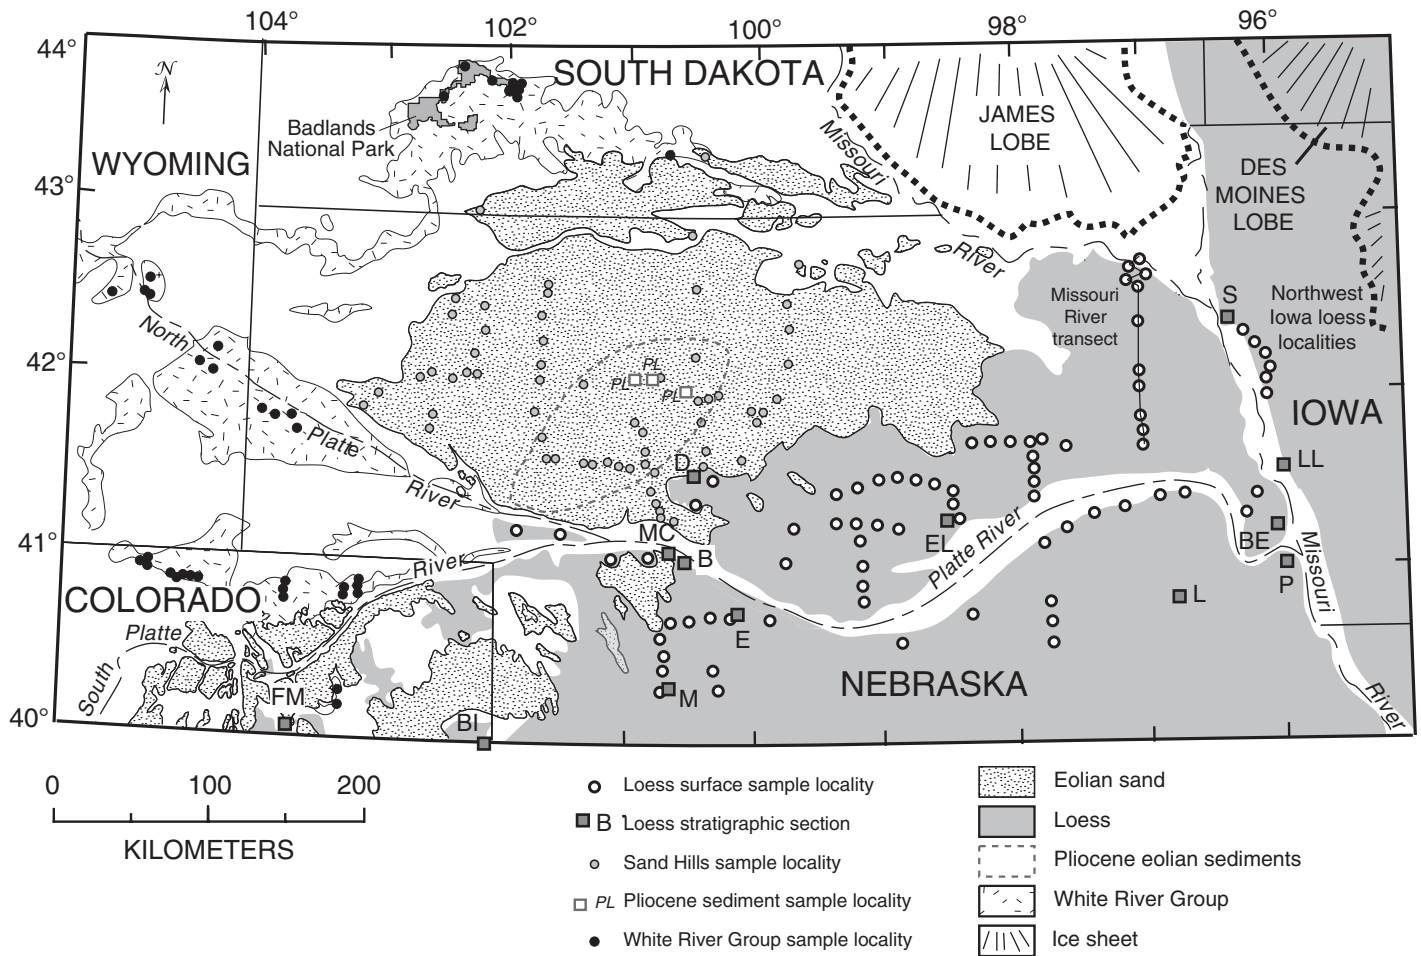 104°
102°
100°
98°
96°
44°
N
SOUTH DAKOTA
JAMES
LOBE
Badlands
National Park
Missouri
WYOMING
DES
MOINES
LOBE
43°
River
Missouri
River
transect
S
Northwest
Iowa loess
localities
North
42°
PL
PL
PL
IOWA
Platte
D
LL
River
MC
EL
Platte River
BE
Missouri
41°
River
B
P
COLORADO
L
Platte
E
South
FM
M
NEBRASKA
River
40°
BI
0
100
200
KILOMETERS
Loess surface sample locality
B Loess stratigraphic section
Sand Hills sample locality
PL Pliocene sediment sample locality
White River Group sample locality
Eolian sand
Loess
Pliocene eolian sediments
White River Group
Ice sheet